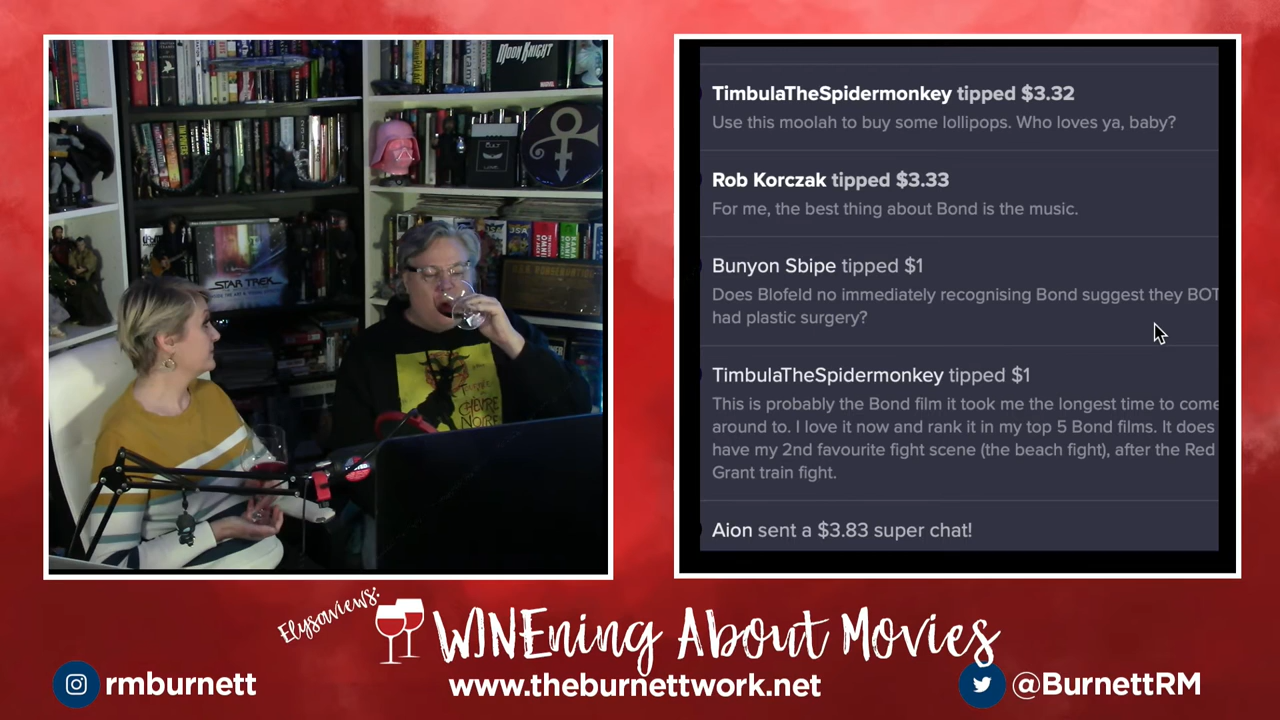 MOON KNIGHT
STAR TREK
CHÈVRE
NOIRE
JSA
TimbulaTheSpidermonkey tipped $3.32
Use this moolah to buy some lollipops. Who loves ya, baby?
Rob Korczak tipped $3.33
For me, the best thing about Bond is the music.
Bunyon Sbipe tipped $1
Does Blofeld no immediately recognising Bond suggest they BOT
had plastic surgery?
TimbulaTheSpidermonkey tipped $1
This is probably the Bond film it took me the longest time to come
around to. I love it now and rank it in my top 5 Bond films. It does
have my 2nd favourite fight scene (the beach fight), after the Red
Grant train fight.
Aion sent a $3.83 super chat!
Elysaviews:
WINEning About Movies
rmburnett
www.theburnettwork.net
@BurnettRM